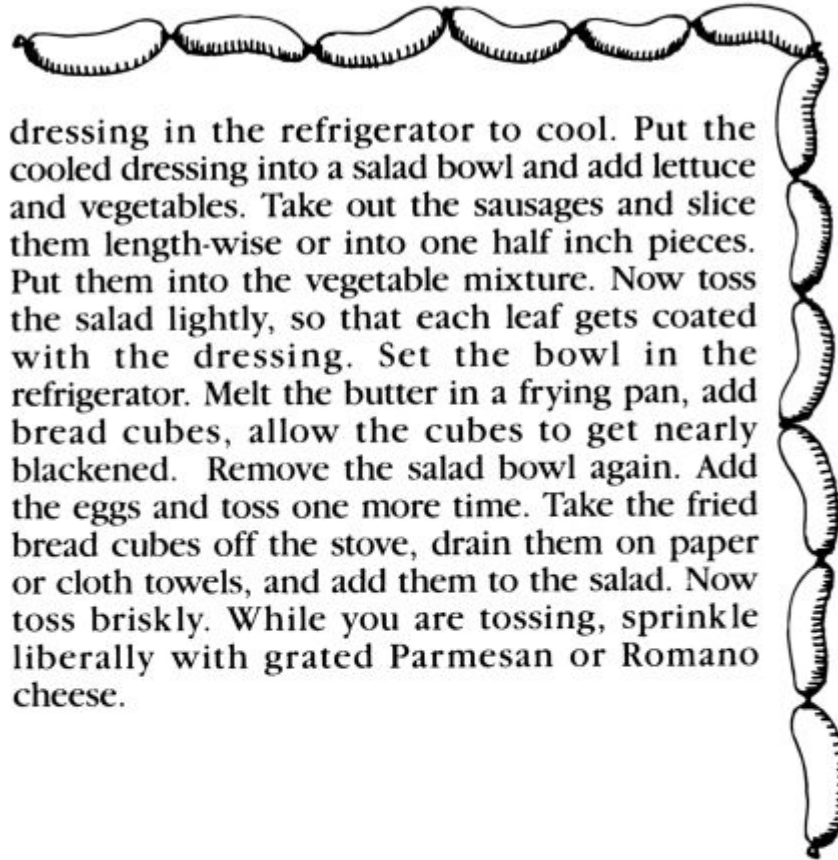 dressing in the refrigerator to cool. Put the
cooled dressing into a salad bowl and add lettuce
and vegetables. Take out the sausages and slice
them length-wise or into one half inch pieces.
Put them into the vegetable mixture. Now toss
the salad lightly, so that each leaf gets coated
with the dressing. Set the bowl in the
refrigerator. Melt the butter in a frying pan, add
bread cubes, allow the cubes to get nearly
blackened. Remove the salad bowl again. Add
the eggs and toss one more time. Take the fried
bread cubes off the stove, drain them on paper
or cloth towels, and add them to the salad. Now
toss briskly. While you are tossing, sprinkle
liberally with grated Parmesan or Romano
cheese.